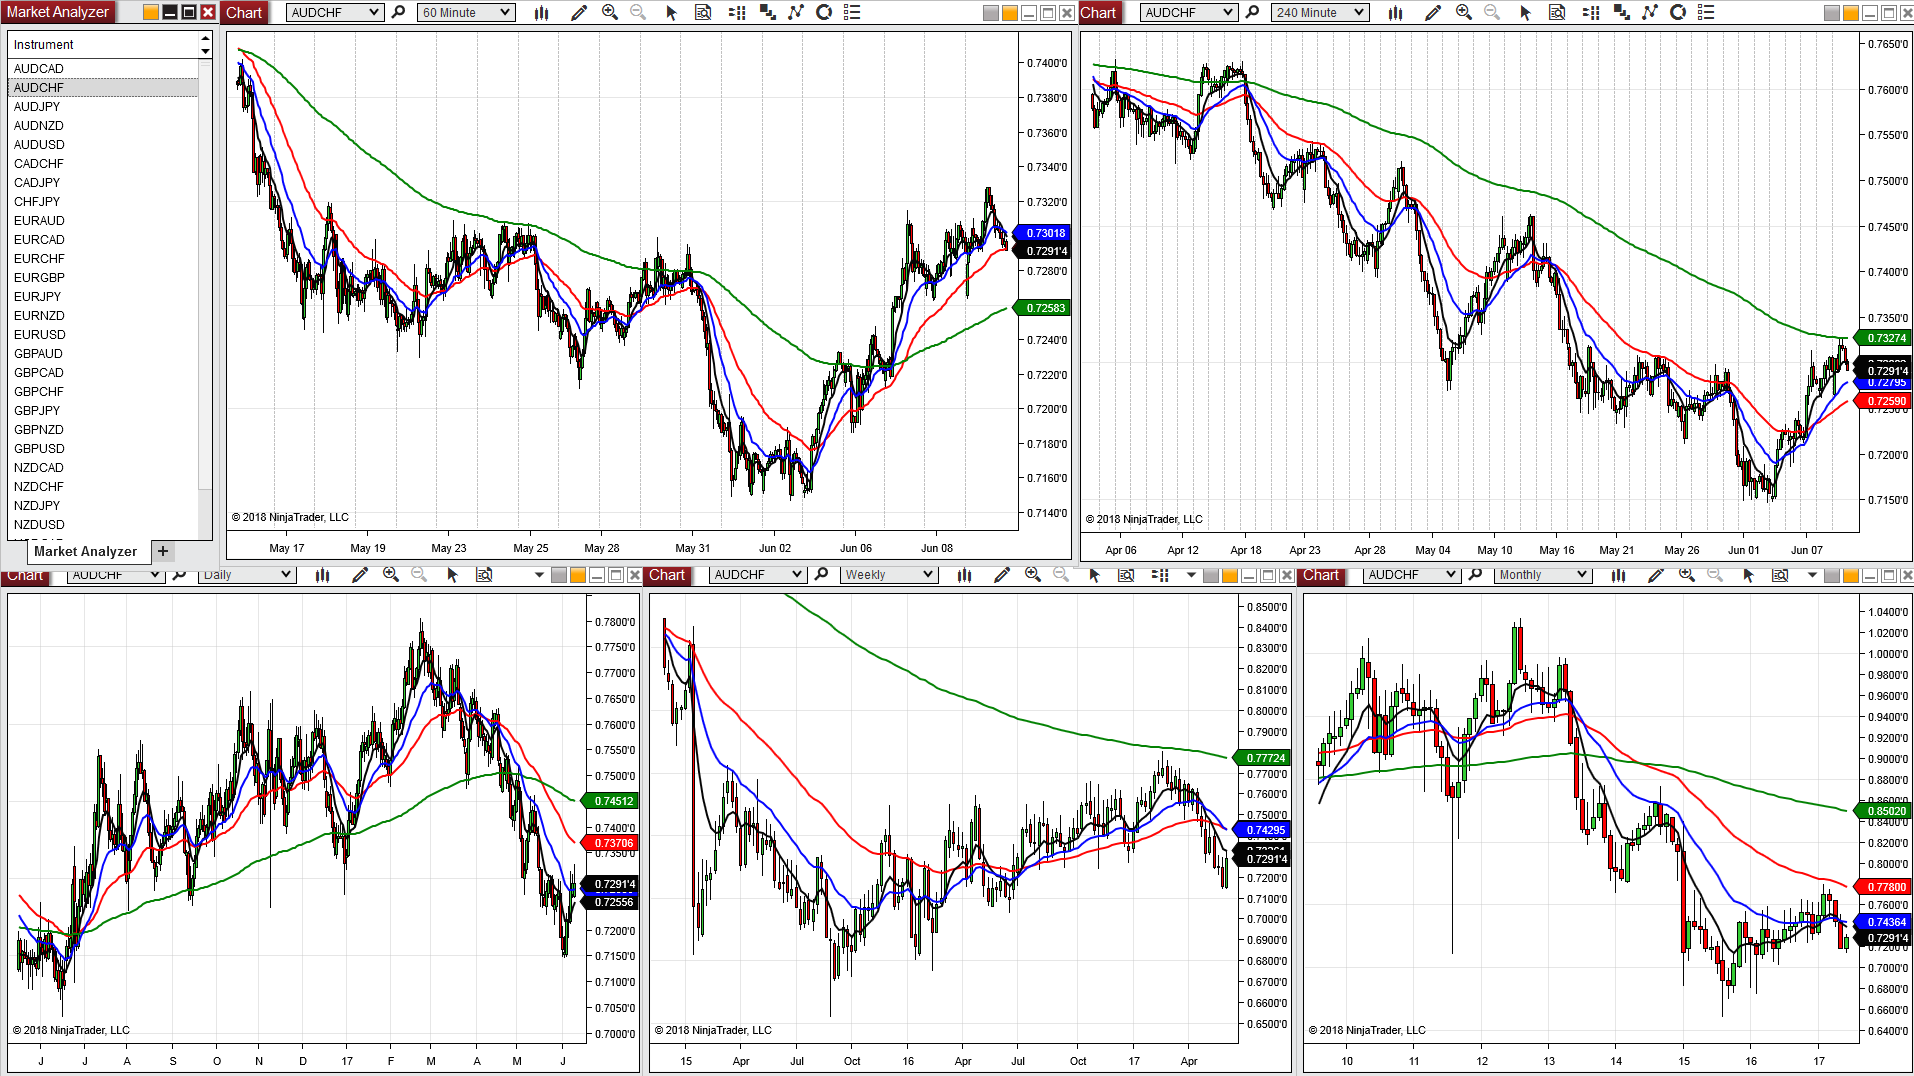 Market Analyzer
Instrument
AUDCAD
AUDCHF
AUDJPY
AUDNZD
AUDUSD
CADCHF
CADJPY
CHFJPY
EURAUD
EURCAD
EURCHF
EURGBP
EURJPY
EURNZD
EURUSD
GBPAUD
GBPCAD
GBPCHF
GBPJPY
GBPNZD
GBPUSD
NZDCAD
NZDCHF
NZDJPY
NZDUSD
Market Analyzer +
Chart AUDCHF 60 Minute
0.7400'0
0.7380'0
0.7360'0
0.7340'0
0.7320'0
0.73018
0.7291'4
0.7280'0
0.72583
0.7240'0
0.7220'0
0.7200'0
0.7180'0
0.7160'0
0.7140'0
© 2018 NinjaTrader, LLC
May 17 May 19 May 23 May 25 May 28 May 31 Jun 02 Jun 06 Jun 08
Chart AUDCHF 240 Minute
0.7650'0
0.7600'0
0.7550'0
0.7500'0
0.7450'0
0.7400'0
0.7350'0
0.73274
0.7291'4
0.72795
0.72590
0.7200'0
0.7150'0
© 2018 NinjaTrader, LLC
Apr 06 Apr 12 Apr 18 Apr 23 Apr 28 May 04 May 10 May 16 May 21 May 26 Jun 01 Jun 07
Chart AUDCHF Daily
0.7800'0
0.7750'0
0.7700'0
0.7650'0
0.7600'0
0.7550'0
0.7500'0
0.74512
0.7400'0
0.73706
0.7350'0
0.7291'4
0.72556
0.7200'0
0.7150'0
0.7100'0
0.7050'0
0.7000'0
© 2018 NinjaTrader, LLC
J J A S O N D 17 F M A M J
Chart AUDCHF Weekly
0.8500'0
0.8400'0
0.8300'0
0.8200'0
0.8100'0
0.8000'0
0.7900'0
0.77724
0.7700'0
0.7600'0
0.7500'0
0.74295
0.7291'4
0.7200'0
0.7100'0
0.7000'0
0.6900'0
0.6800'0
0.6700'0
0.6600'0
0.6500'0
© 2018 NinjaTrader, LLC
15 Apr Jul Oct 16 Apr Jul Oct 17 Apr
Chart AUDCHF Monthly
1.0400'0
1.0200'0
1.0000'0
0.9800'0
0.9600'0
0.9400'0
0.9200'0
0.9000'0
0.8800'0
0.8600'0
0.85020
0.8400'0
0.8200'0
0.8000'0
0.77800
0.7600'0
0.74364
0.7291'4
0.7200'0
0.7000'0
0.6800'0
0.6600'0
0.6400'0
© 2018 NinjaTrader, LLC
10 11 12 13 14 15 16 17